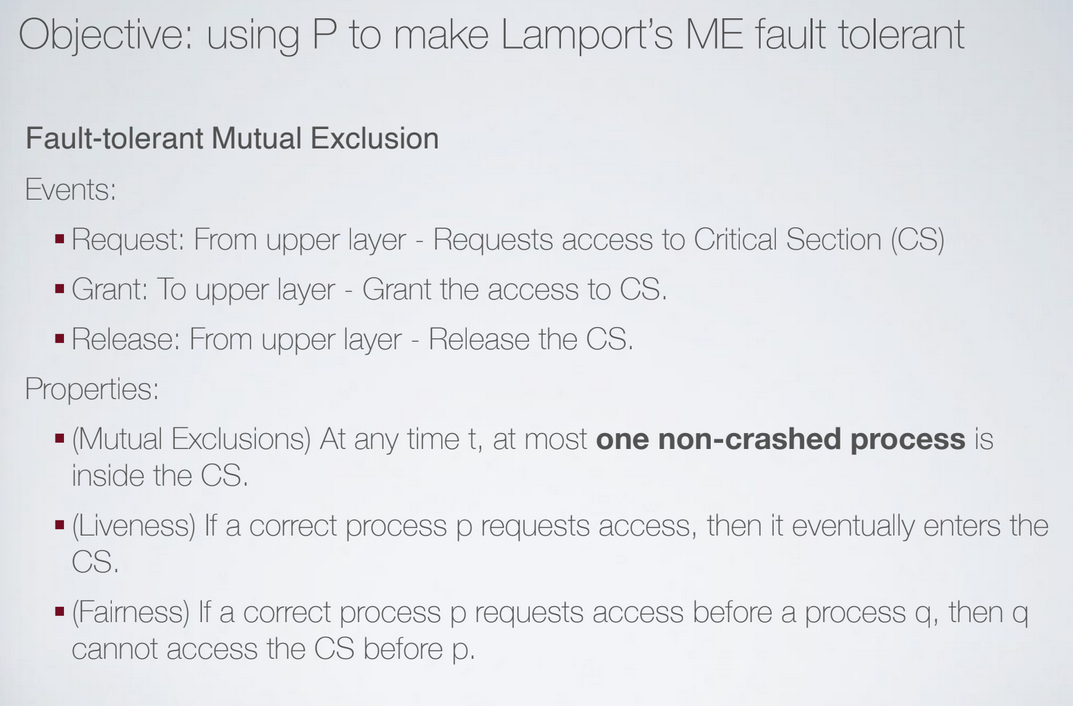 Objective: using P to make Lamport's ME fault tolerant
Fault-tolerant Mutual Exclusion
Events:
▪ Request: From upper layer - Requests access to Critical Section (CS)
▪ Grant: To upper layer - Grant the access to CS.
▪ Release: From upper layer - Release the CS.
Properties:
▪ (Mutual Exclusions) At any time t, at most one non-crashed process is
inside the CS.
▪ (Liveness) If a correct process p requests access, then it eventually enters the
CS.
▪ (Fairness) If a correct process p requests access before a process q, then q
cannot access the CS before p.